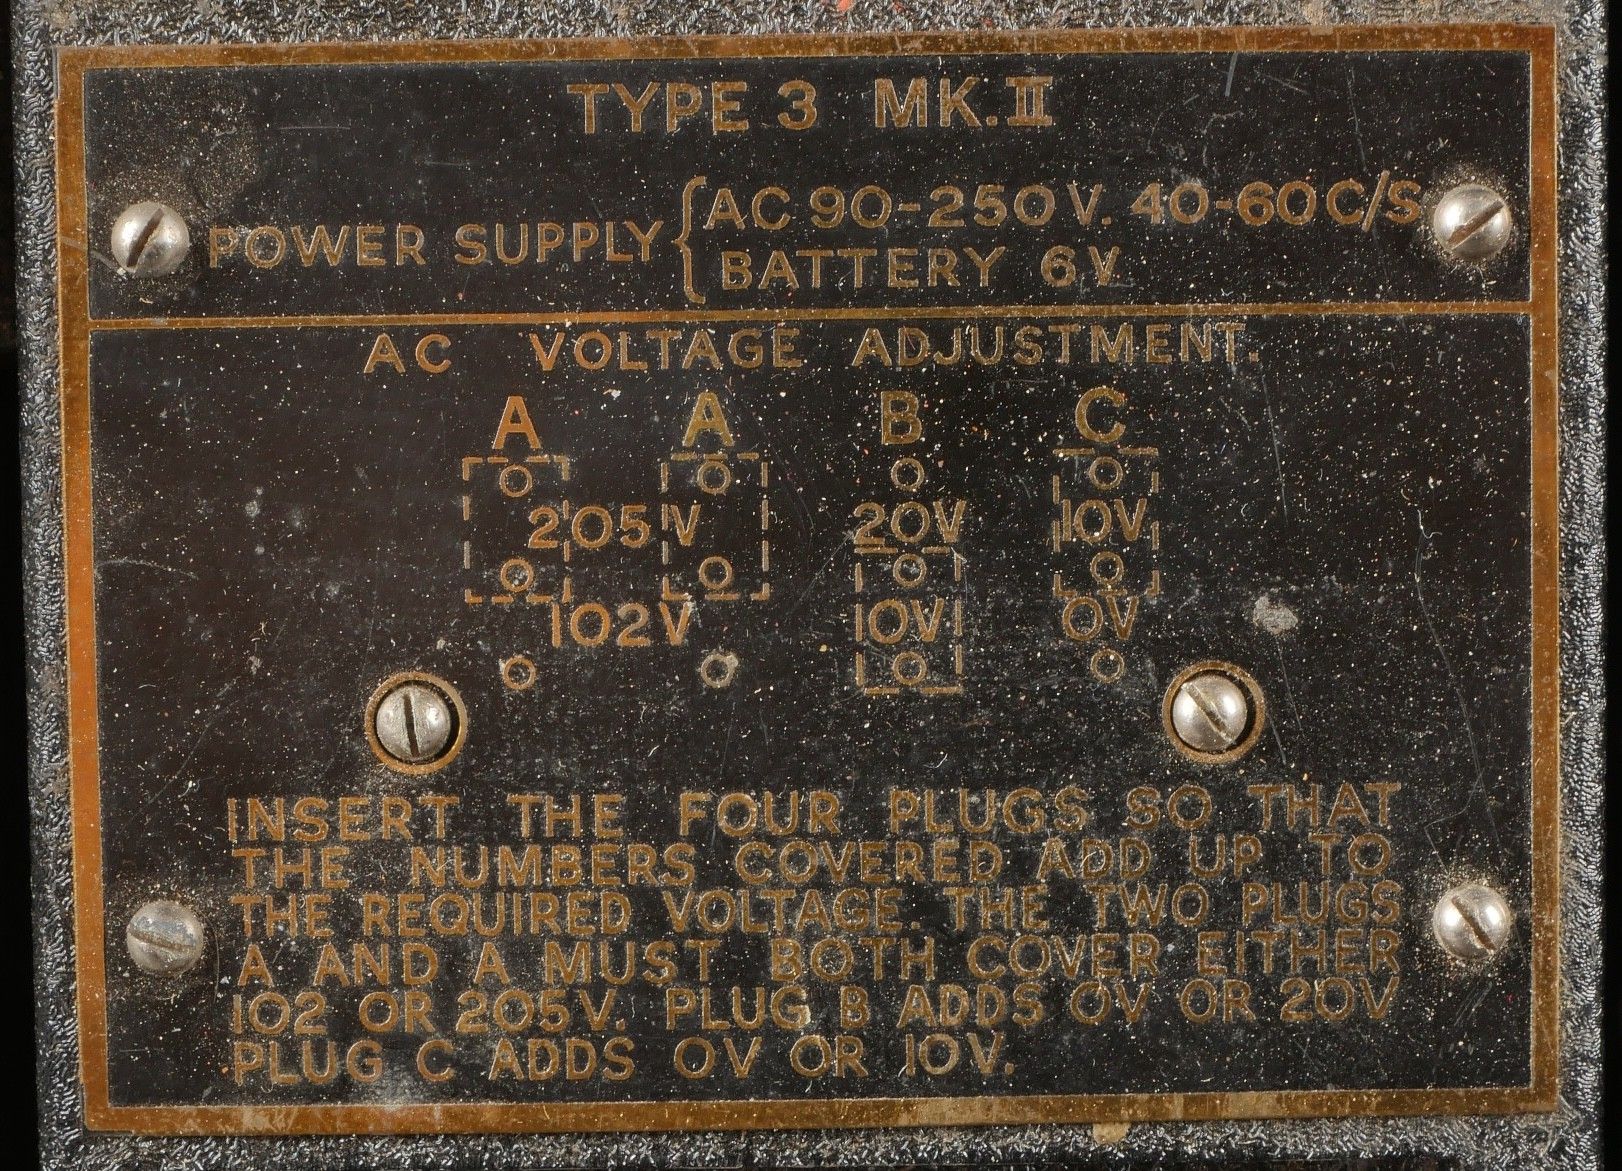 TYPE 3 MK.II
POWER SUPPLY { AC 90-250V. 40-60C/S
BATTERY 6V
AC VOLTAGE ADJUSTMENT.
A A B C
205V 20V 10V
102V 10V 0V
INSERT THE FOUR PLUGS SO THAT
THE NUMBERS COVERED ADD UP TO
THE REQUIRED VOLTAGE. THE TWO PLUGS
A AND A MUST BOTH COVER EITHER
102 OR 205V. PLUG B ADDS 0V OR 20V
PLUG C ADDS 0V OR 10V.